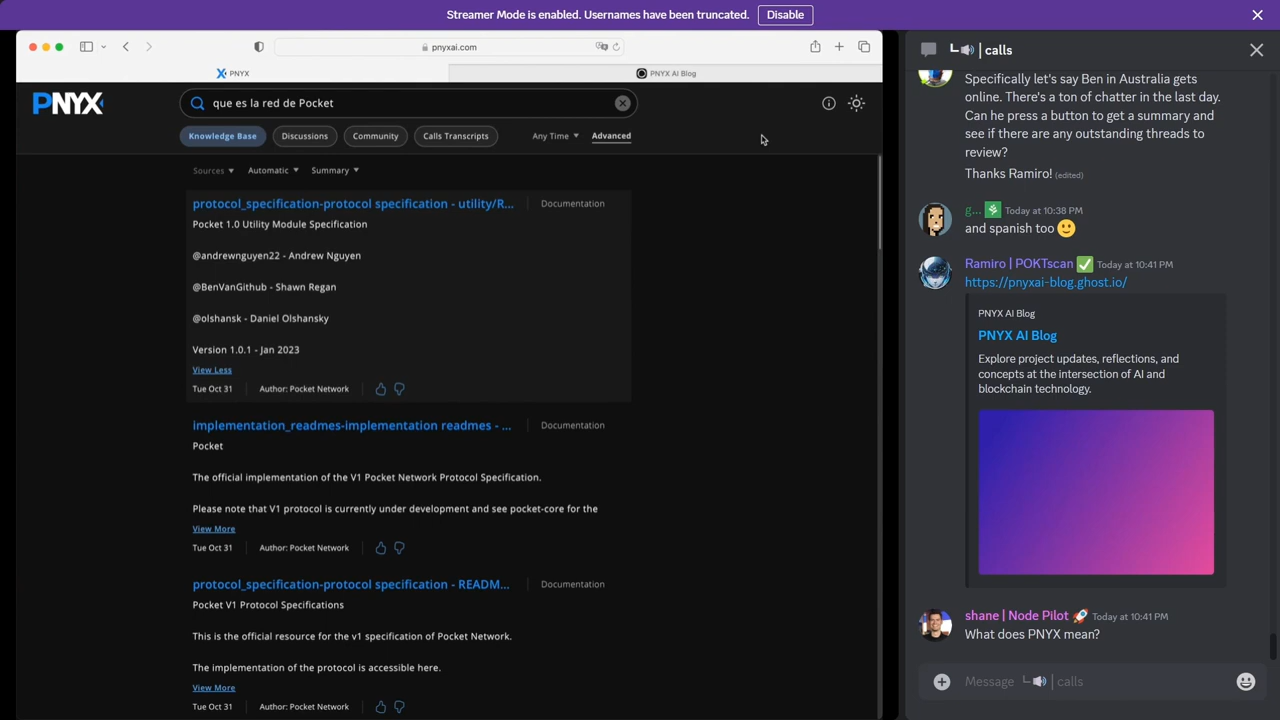 Streamer Mode is enabled. Usernames have been truncated. Disable
pnyxai.com
PNYX
PNYX AI Blog
PNYX
que es la red de Pocket
Knowledge Base Discussions Community Calls Transcripts Any Time Advanced
Sources Automatic Summary
protocol_specification-protocol specification - utility/R... Documentation
Pocket 1.0 Utility Module Specification
@andrewnguyen22 - Andrew Nguyen
@BenVanGithub - Shawn Regan
@olshansk - Daniel Olshansky
Version 1.0.1 - Jan 2023
View Less
Tue Oct 31 Author: Pocket Network
implementation_readmes-implementation readmes - ... Documentation
Pocket
The official implementation of the V1 Pocket Network Protocol Specification.
Please note that V1 protocol is currently under development and see pocket-core for the
View More
Tue Oct 31 Author: Pocket Network
protocol_specification-protocol specification - READM... Documentation
Pocket V1 Protocol Specifications
This is the official resource for the v1 specification of Pocket Network.
The implementation of the protocol is accessible here.
View More
Tue Oct 31 Author: Pocket Network
calls
Specifically let's say Ben in Australia gets
online. There's a ton of chatter in the last day.
Can he press a button to get a summary and
see if there are any outstanding threads to
review?
Thanks Ramiro! (edited)
g... Today at 10:38 PM
and spanish too
Ramiro | POKTscan Today at 10:41 PM
https://pnyxai-blog.ghost.io/
PNYX AI Blog
PNYX AI Blog
Explore project updates, reflections, and
concepts at the intersection of AI and
blockchain technology.
shane | Node Pilot Today at 10:41 PM
What does PNYX mean?
Message calls